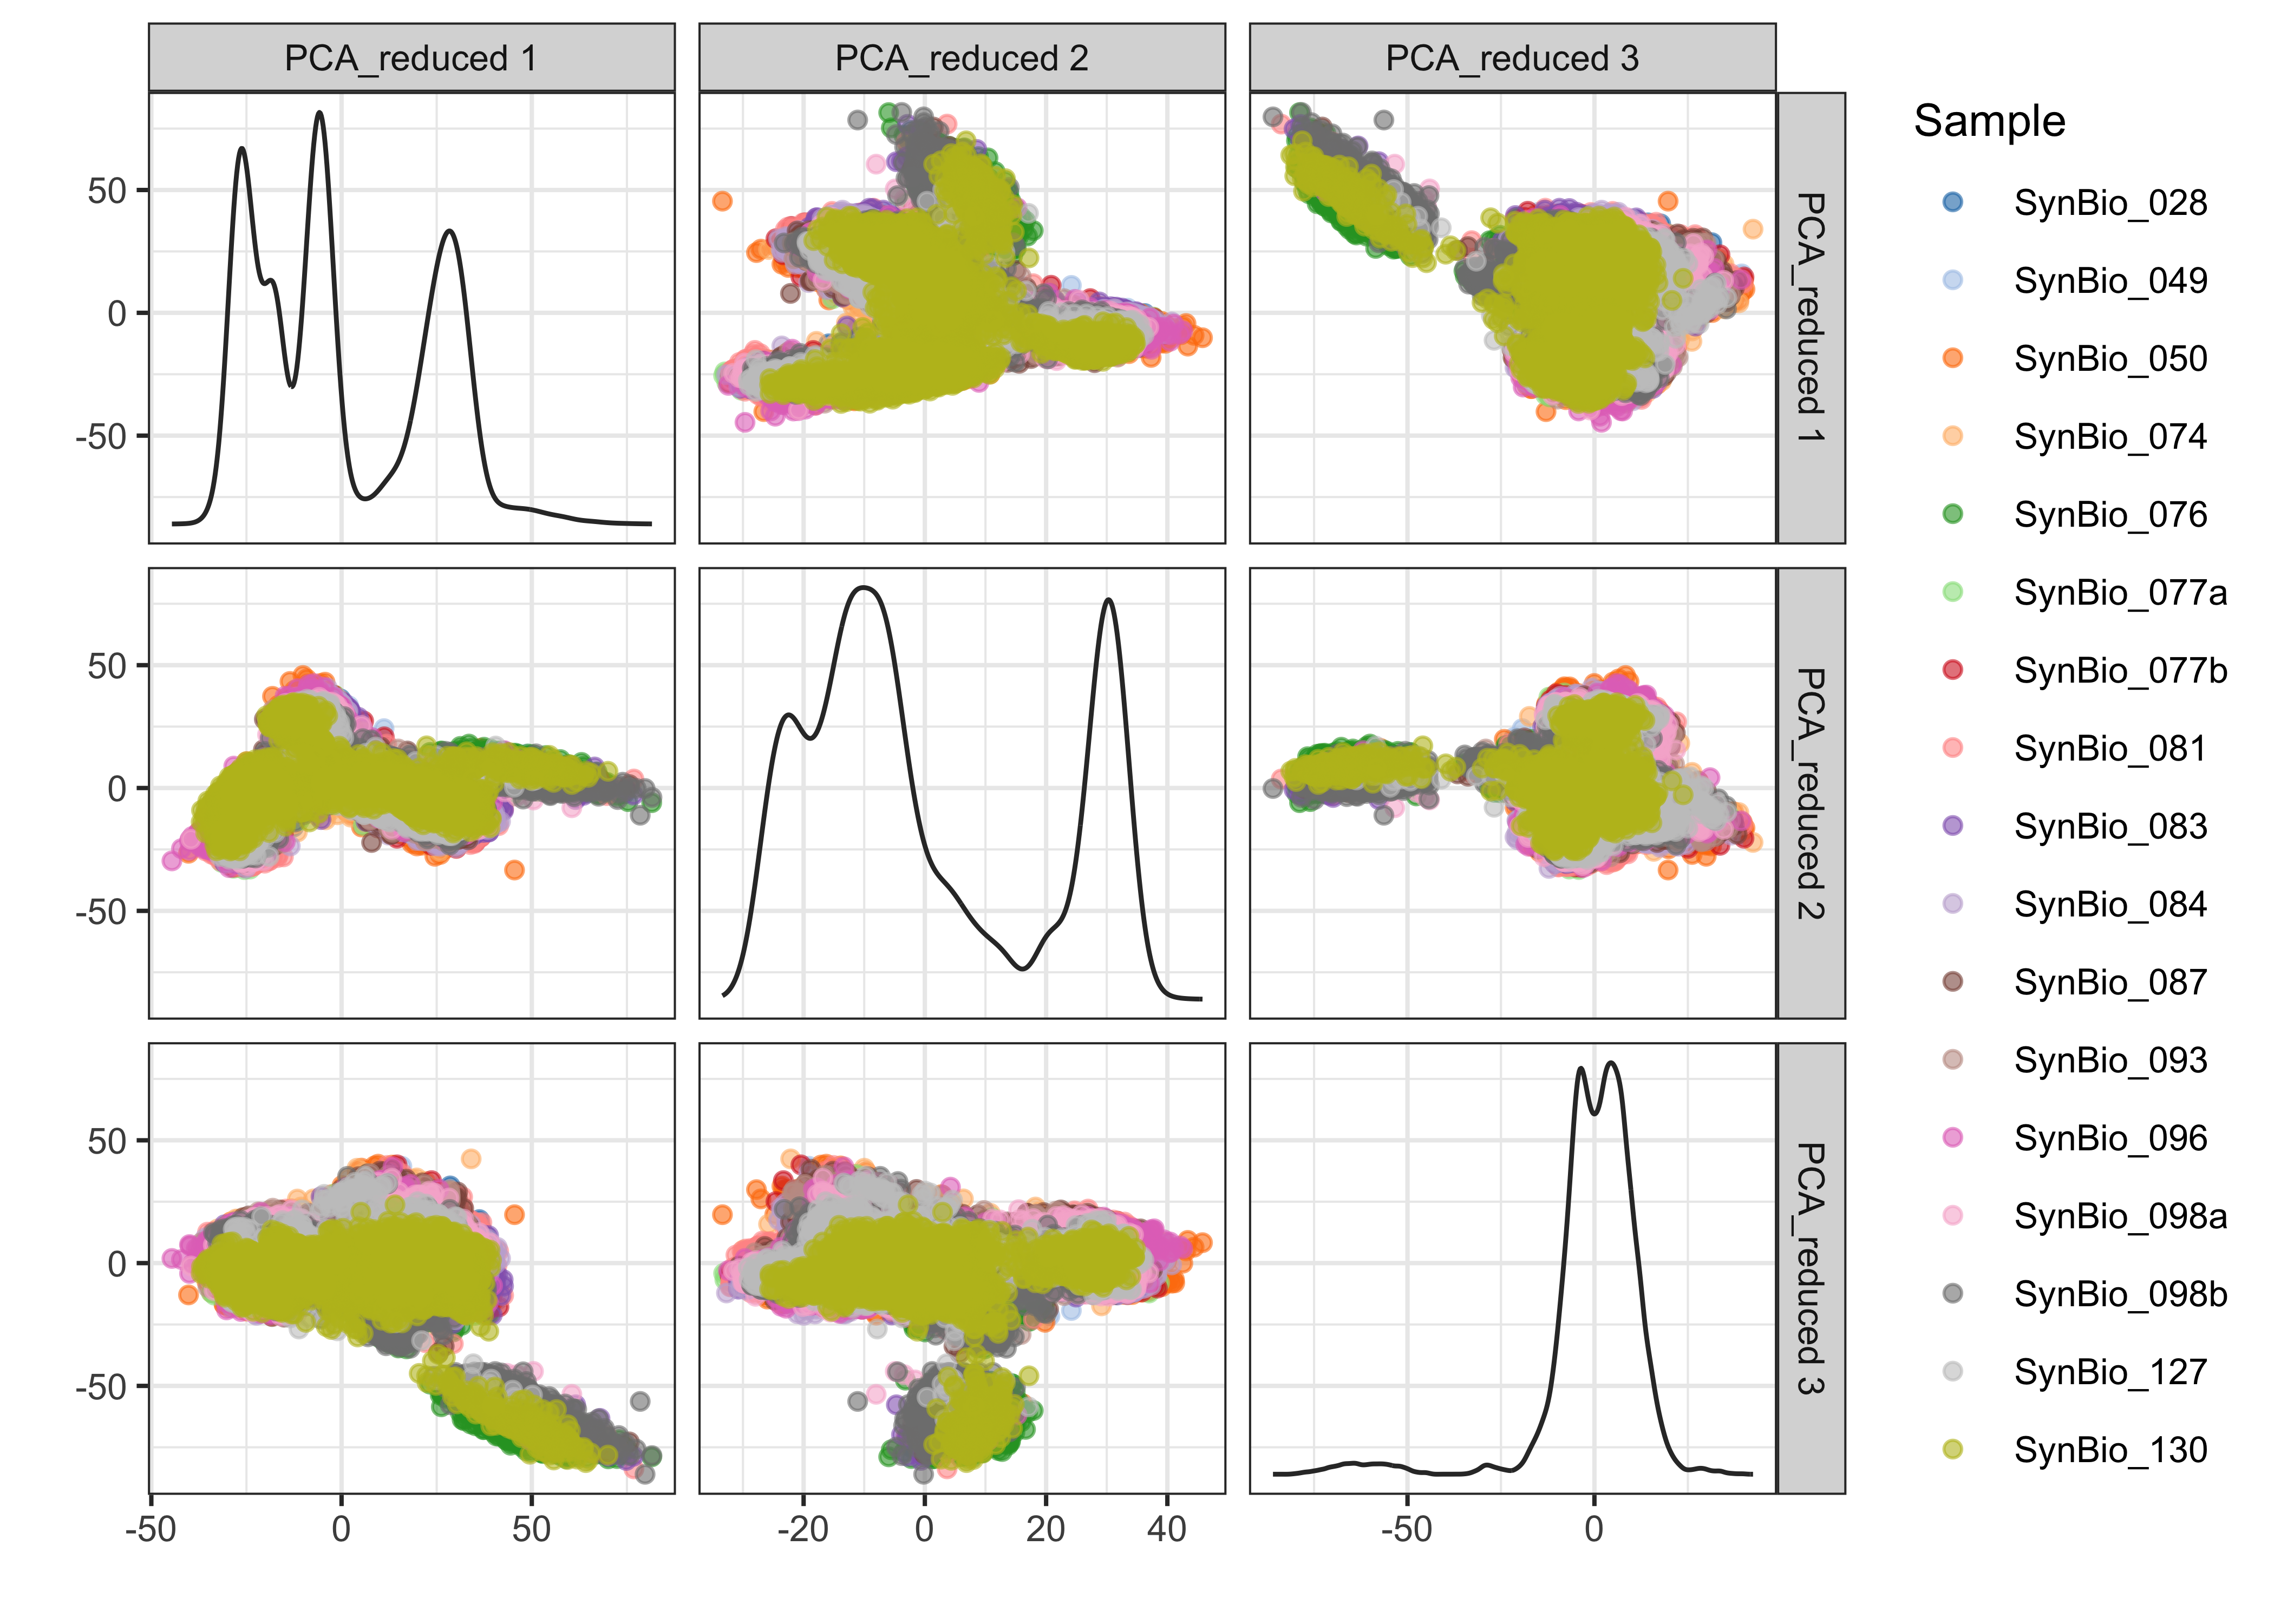 PCA_reduced 1
PCA_reduced 2
PCA_reduced 3
50
0
-50
PCA_reduced 1
50
0
-50
PCA_reduced 2
50
0
-50
PCA_reduced 3
-50 0 50
-20 0 20 40
-50 0
Sample
SynBio_028
SynBio_049
SynBio_050
SynBio_074
SynBio_076
SynBio_077a
SynBio_077b
SynBio_081
SynBio_083
SynBio_084
SynBio_087
SynBio_093
SynBio_096
SynBio_098a
SynBio_098b
SynBio_127
SynBio_130